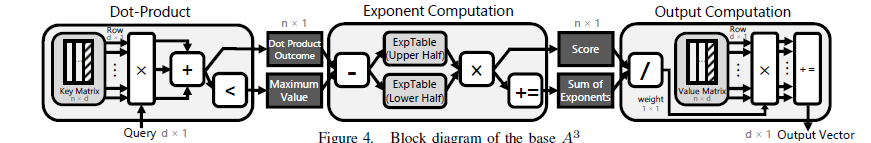 Dot-Product
Exponent Computation
Output Computation
Row
d × 1
Key Matrix
n × d
×
+
<
Query d × 1
n × 1
Dot Product
Outcome
Maximum
Value
-
ExpTable
(Upper Half)
ExpTable
(Lower Half)
×
+=
n × 1
Score
Sum of
Exponents
/
weight
1 × 1
Row
d × 1
Value Matrix
n × d
×
+=
d × 1 Output Vector
Figure 4. Block diagram of the base A³